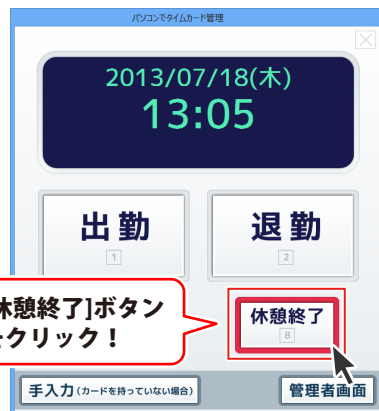 パソコンでタイムカード管理
2013/07/18(木)
13:05
出勤
1
退勤
2
休憩終了]ボタン
をクリック！
休憩終了
8
手入力(カードを持っていない場合)
管理者画面